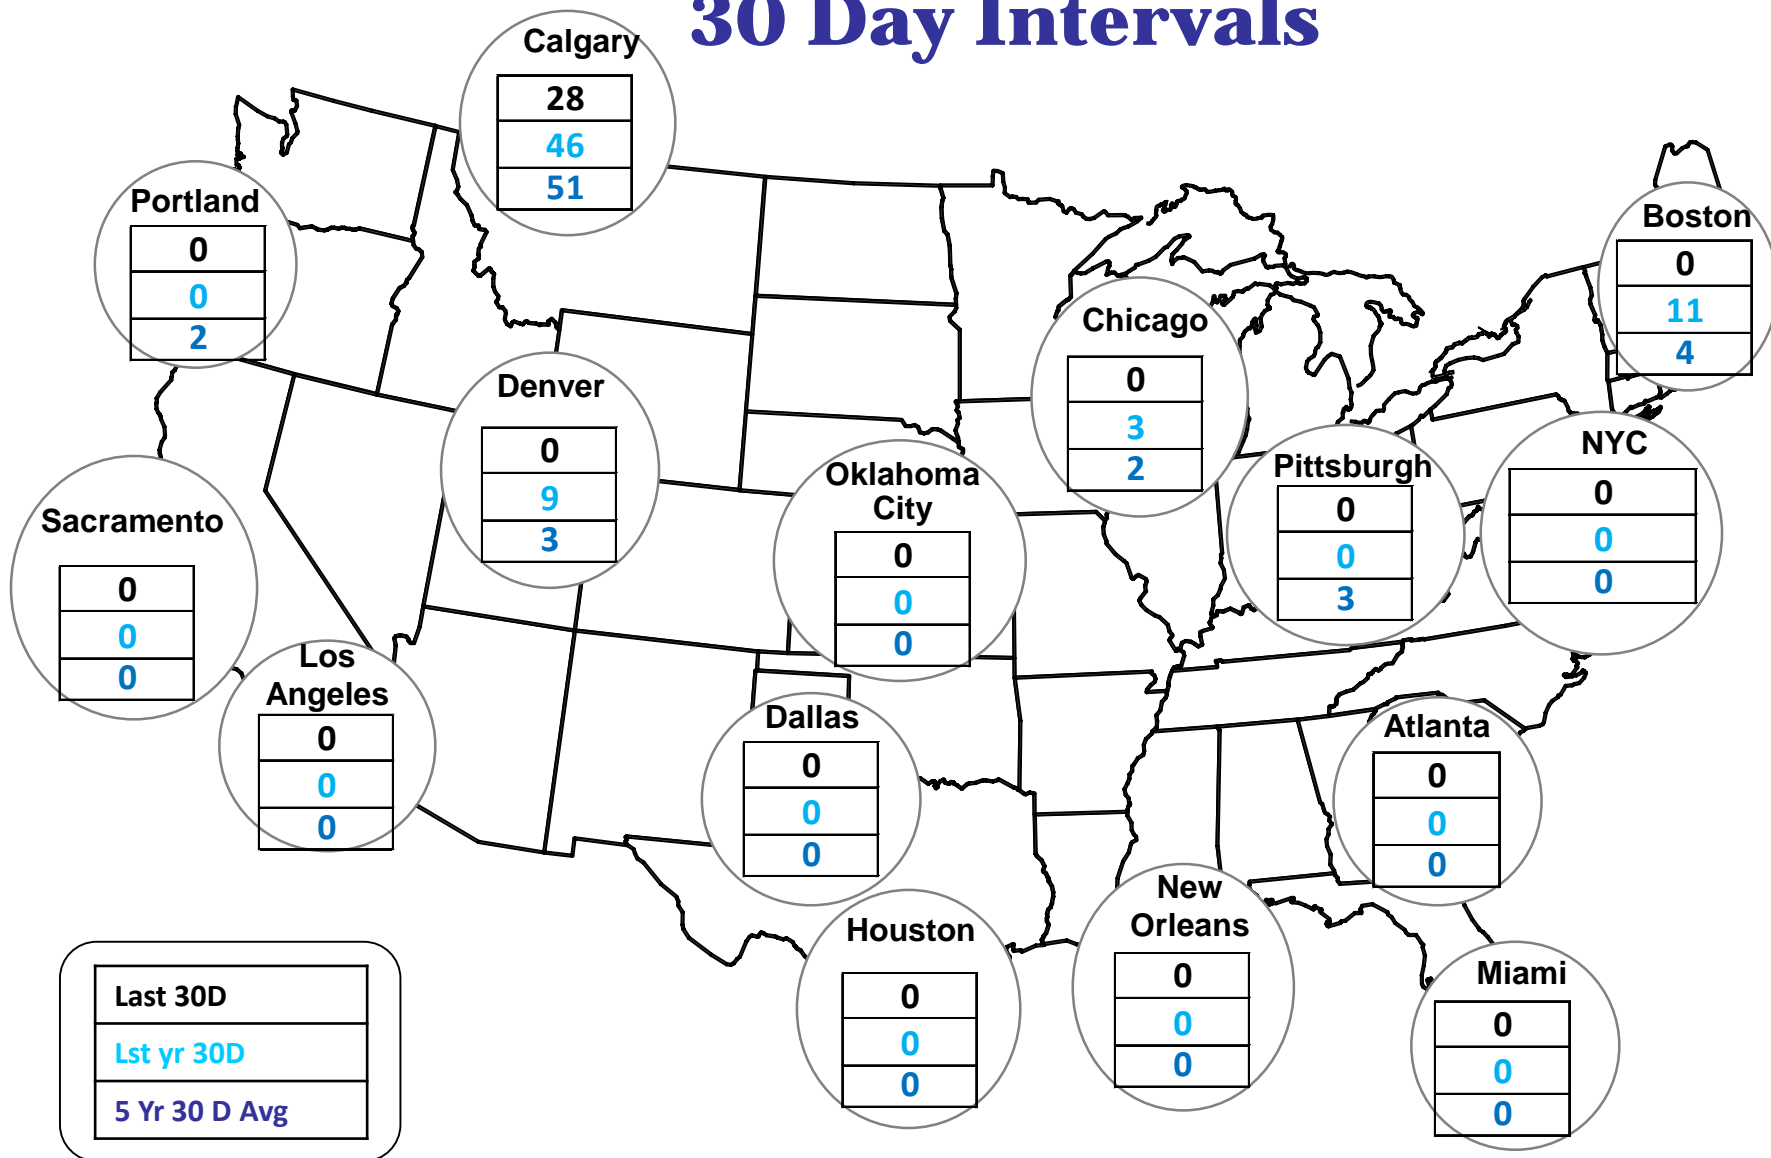 30 Day Intervals
Calgary
28
46
51
Portland
0
0
2
Boston
0
11
4
Chicago
0
3
2
Denver
0
9
3
Oklahoma
City
0
0
0
Pittsburgh
0
0
3
NYC
0
0
0
Sacramento
0
0
0
Los
Angeles
0
0
0
Dallas
0
0
0
Atlanta
0
0
0
Houston
0
0
0
New
Orleans
0
0
0
Miami
0
0
0
Last 30D
Lst yr 30D
5 Yr 30 D Avg